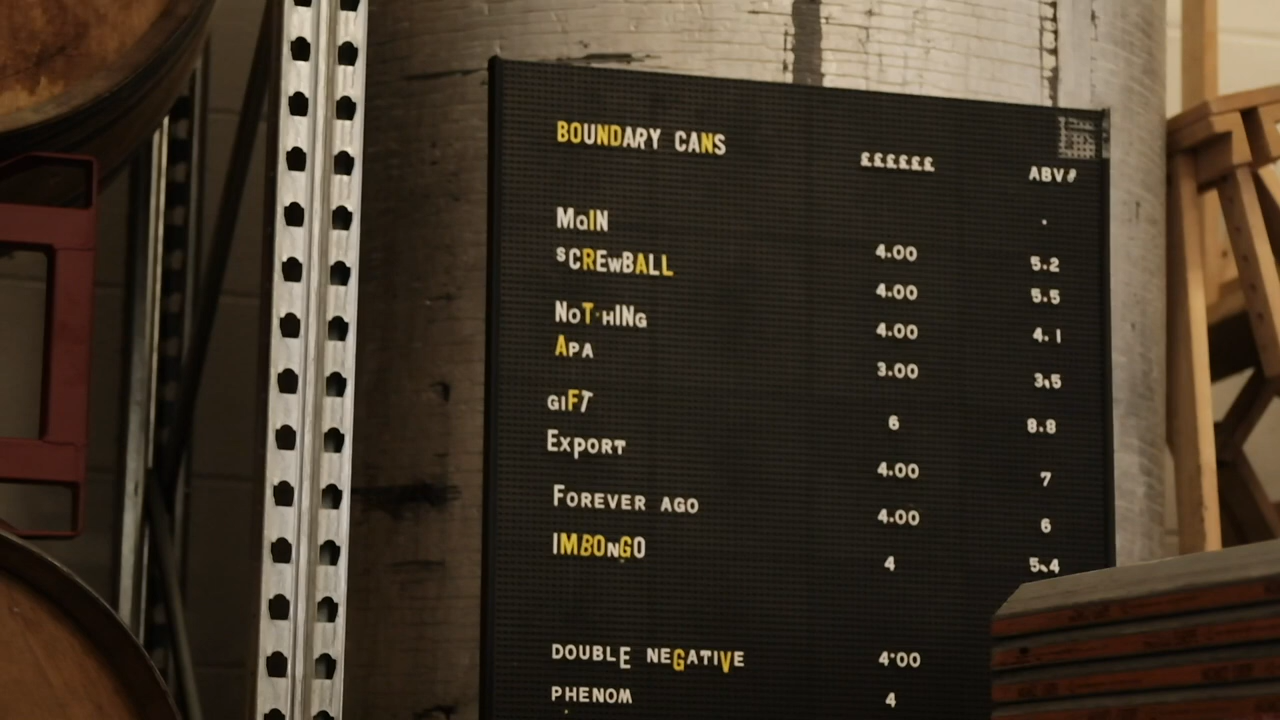 BOUNDARY CANS ££££££ ABV%
MaIN 4.00 5.2
SCREwBALL 4.00 5.5
NoT·HING 4.00 4.1
APA 3.00 3.5
GIFT 6 8.8
ExpORT 4.00 7
FOREVER AGO 4.00 6
IMBONGO 4 5.4
DOUBLE NEGATIVE 4.00
PHENOM 4